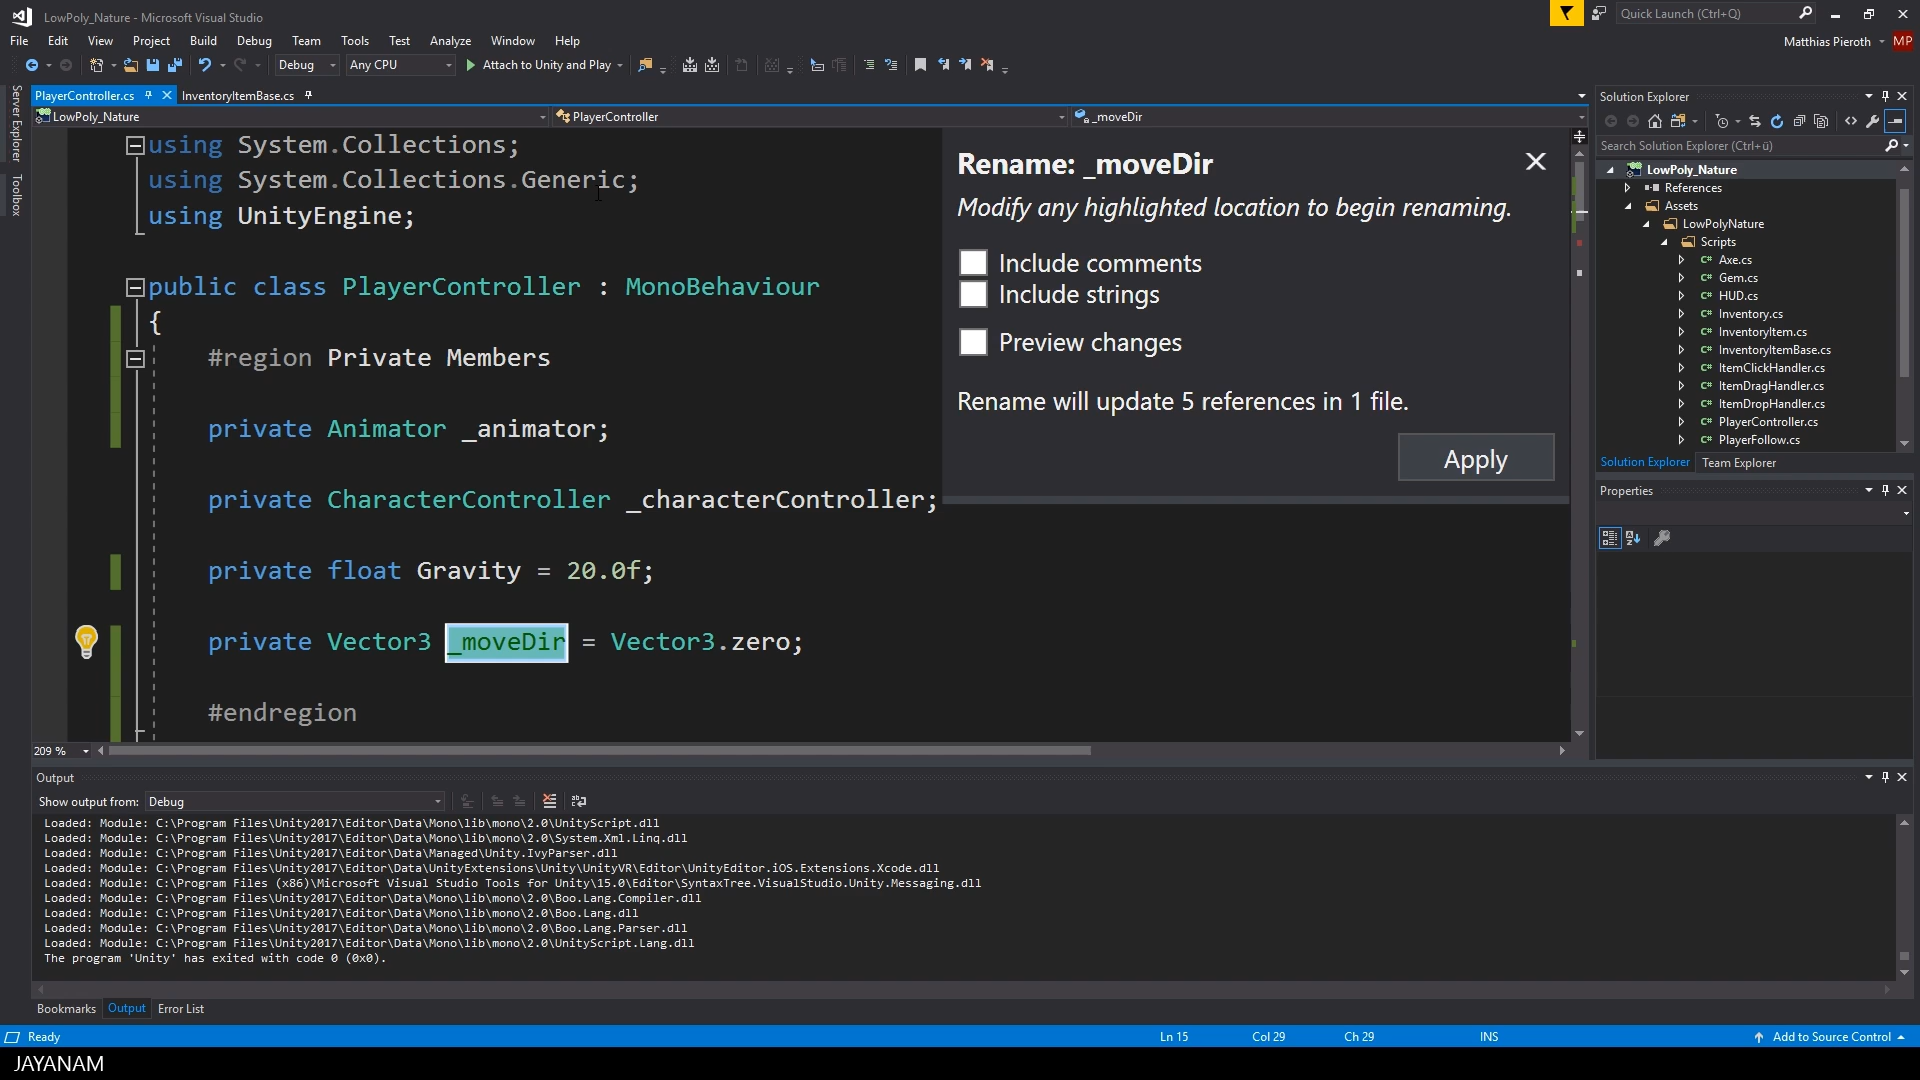 LowPoly_Nature - Microsoft Visual Studio
Quick Launch (Ctrl+Q)
File Edit View Project Build Debug Team Tools Test Analyze Window Help
Matthias Pieroth MP
Debug Any CPU Attach to Unity and Play
Server Explorer
Toolbox
PlayerController.cs InventoryItemBase.cs
LowPoly_Nature PlayerController _moveDir
using System.Collections;
using System.Collections.Generic;
using UnityEngine;
public class PlayerController : MonoBehaviour
{
#region Private Members
private Animator _animator;
private CharacterController _characterController;
private float Gravity = 20.0f;
private Vector3 _moveDir = Vector3.zero;
#endregion
209 %
Rename: _moveDir
Modify any highlighted location to begin renaming.
Include comments
Include strings
Preview changes
Rename will update 5 references in 1 file.
Apply
Solution Explorer
Search Solution Explorer (Ctrl+ü)
LowPoly_Nature
References
Assets
LowPolyNature
Scripts
C# Axe.cs
C# Gem.cs
C# HUD.cs
C# Inventory.cs
C# InventoryItem.cs
C# InventoryItemBase.cs
C# ItemClickHandler.cs
C# ItemDragHandler.cs
C# ItemDropHandler.cs
C# PlayerController.cs
C# PlayerFollow.cs
Solution Explorer Team Explorer
Properties
Output
Show output from: Debug
Loaded: Module: C:\Program Files\Unity2017\Editor\Data\Mono\lib\mono\2.0\UnityScript.dll
Loaded: Module: C:\Program Files\Unity2017\Editor\Data\Mono\lib\mono\2.0\System.Xml.Linq.dll
Loaded: Module: C:\Program Files\Unity2017\Editor\Data\Managed\Unity.IvyParser.dll
Loaded: Module: C:\Program Files\Unity2017\Editor\Data\UnityExtensions\Unity\UnityVR\Editor\UnityEditor.iOS.Extensions.Xcode.dll
Loaded: Module: C:\Program Files (x86)\Microsoft Visual Studio Tools for Unity\15.0\Editor\SyntaxTree.VisualStudio.Unity.Messaging.dll
Loaded: Module: C:\Program Files\Unity2017\Editor\Data\Mono\lib\mono\2.0\Boo.Lang.Compiler.dll
Loaded: Module: C:\Program Files\Unity2017\Editor\Data\Mono\lib\mono\2.0\Boo.Lang.dll
Loaded: Module: C:\Program Files\Unity2017\Editor\Data\Mono\lib\mono\2.0\Boo.Lang.Parser.dll
Loaded: Module: C:\Program Files\Unity2017\Editor\Data\Mono\lib\mono\2.0\UnityScript.Lang.dll
The program 'Unity' has exited with code 0 (0x0).
Bookmarks Output Error List
Ready Ln 15 Col 29 Ch 29 INS Add to Source Control
JAYANAM